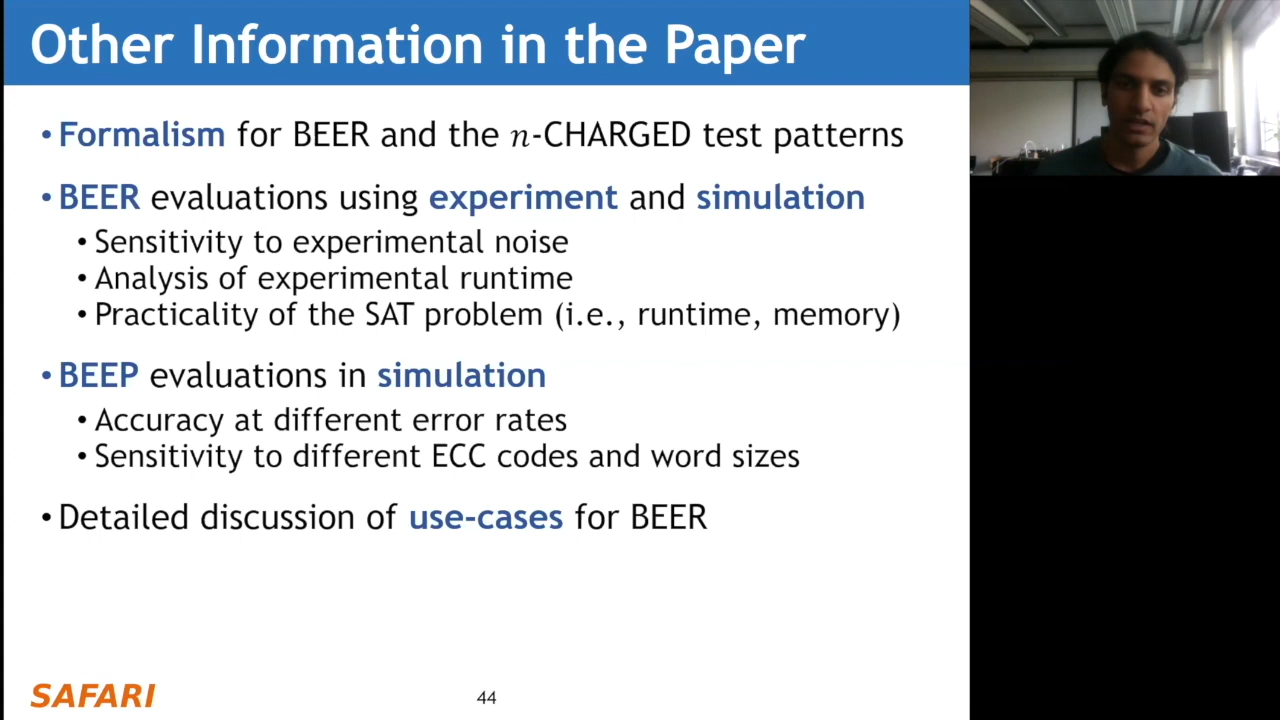 Other Information in the Paper
• Formalism for BEER and the n-CHARGED test patterns
• BEER evaluations using experiment and simulation
• Sensitivity to experimental noise
• Analysis of experimental runtime
• Practicality of the SAT problem (i.e., runtime, memory)
• BEEP evaluations in simulation
• Accuracy at different error rates
• Sensitivity to different ECC codes and word sizes
• Detailed discussion of use-cases for BEER
SAFARI
44